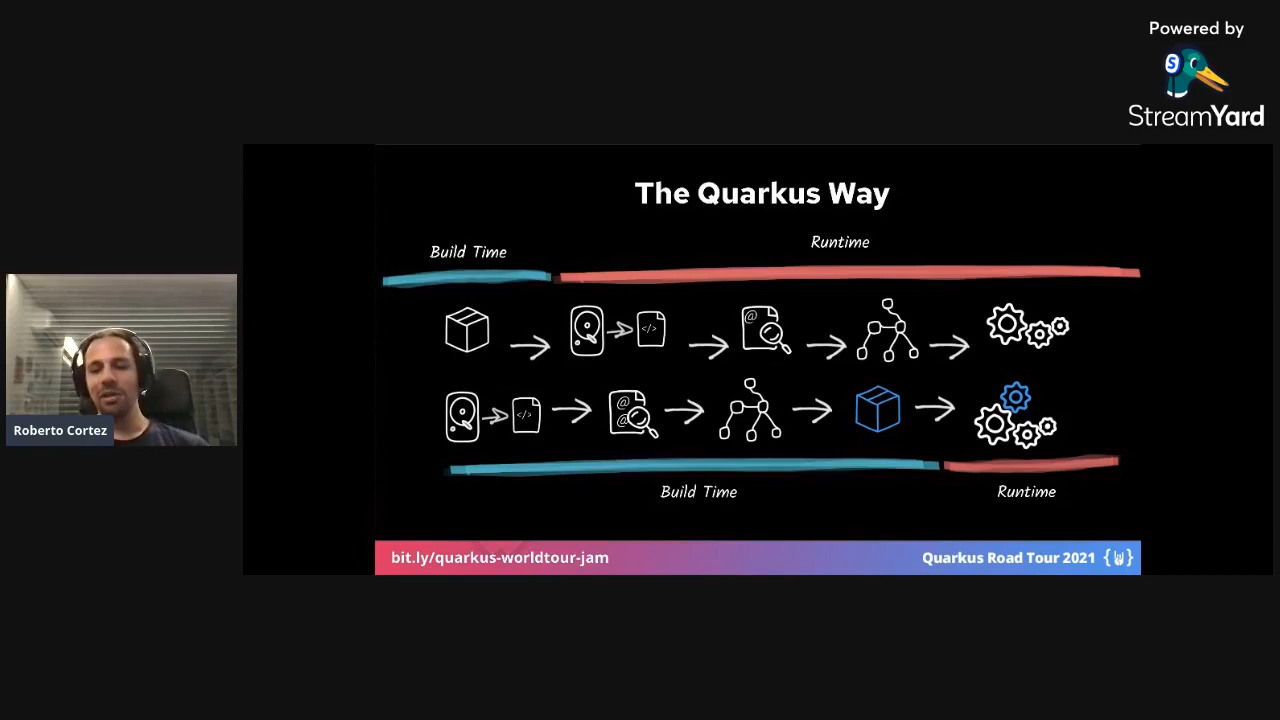 Powered by
StreamYard
The Quarkus Way
Build Time
Runtime
</>
@
</>
@
@
Build Time
Runtime
Roberto Cortez
bit.ly/quarkus-worldtour-jam
Quarkus Road Tour 2021
S